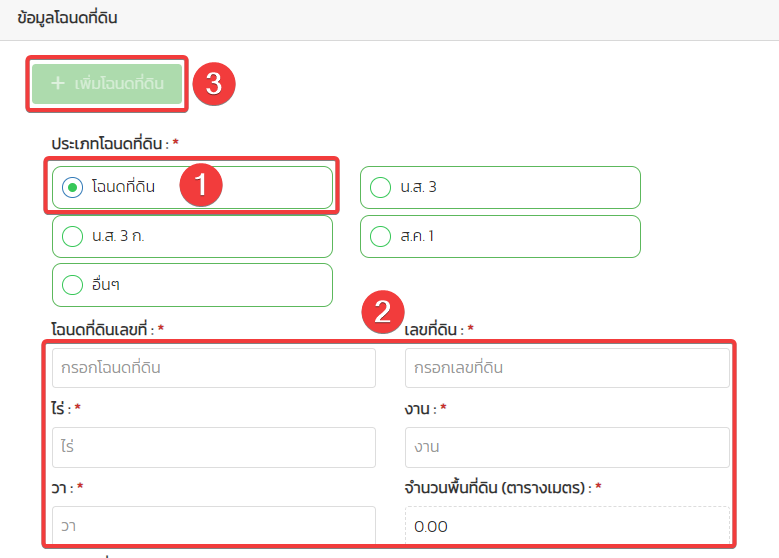 ข้อมูลโฉนดที่ดิน
+ เพิ่มโฉนดที่ดิน 3
ประเภทโฉนดที่ดิน : *
โฉนดที่ดิน 1 น.ส. 3
น.ส. 3 ก. ส.ค. 1
อื่นๆ
2
โฉนดที่ดินเลขที่ : * เลขที่ดิน : *
กรอกโฉนดที่ดิน กรอกเลขที่ดิน
ไร่ : * งาน : *
ไร่ งาน
วา : * จำนวนพื้นที่ดิน (ตารางเมตร) : *
วา 0.00